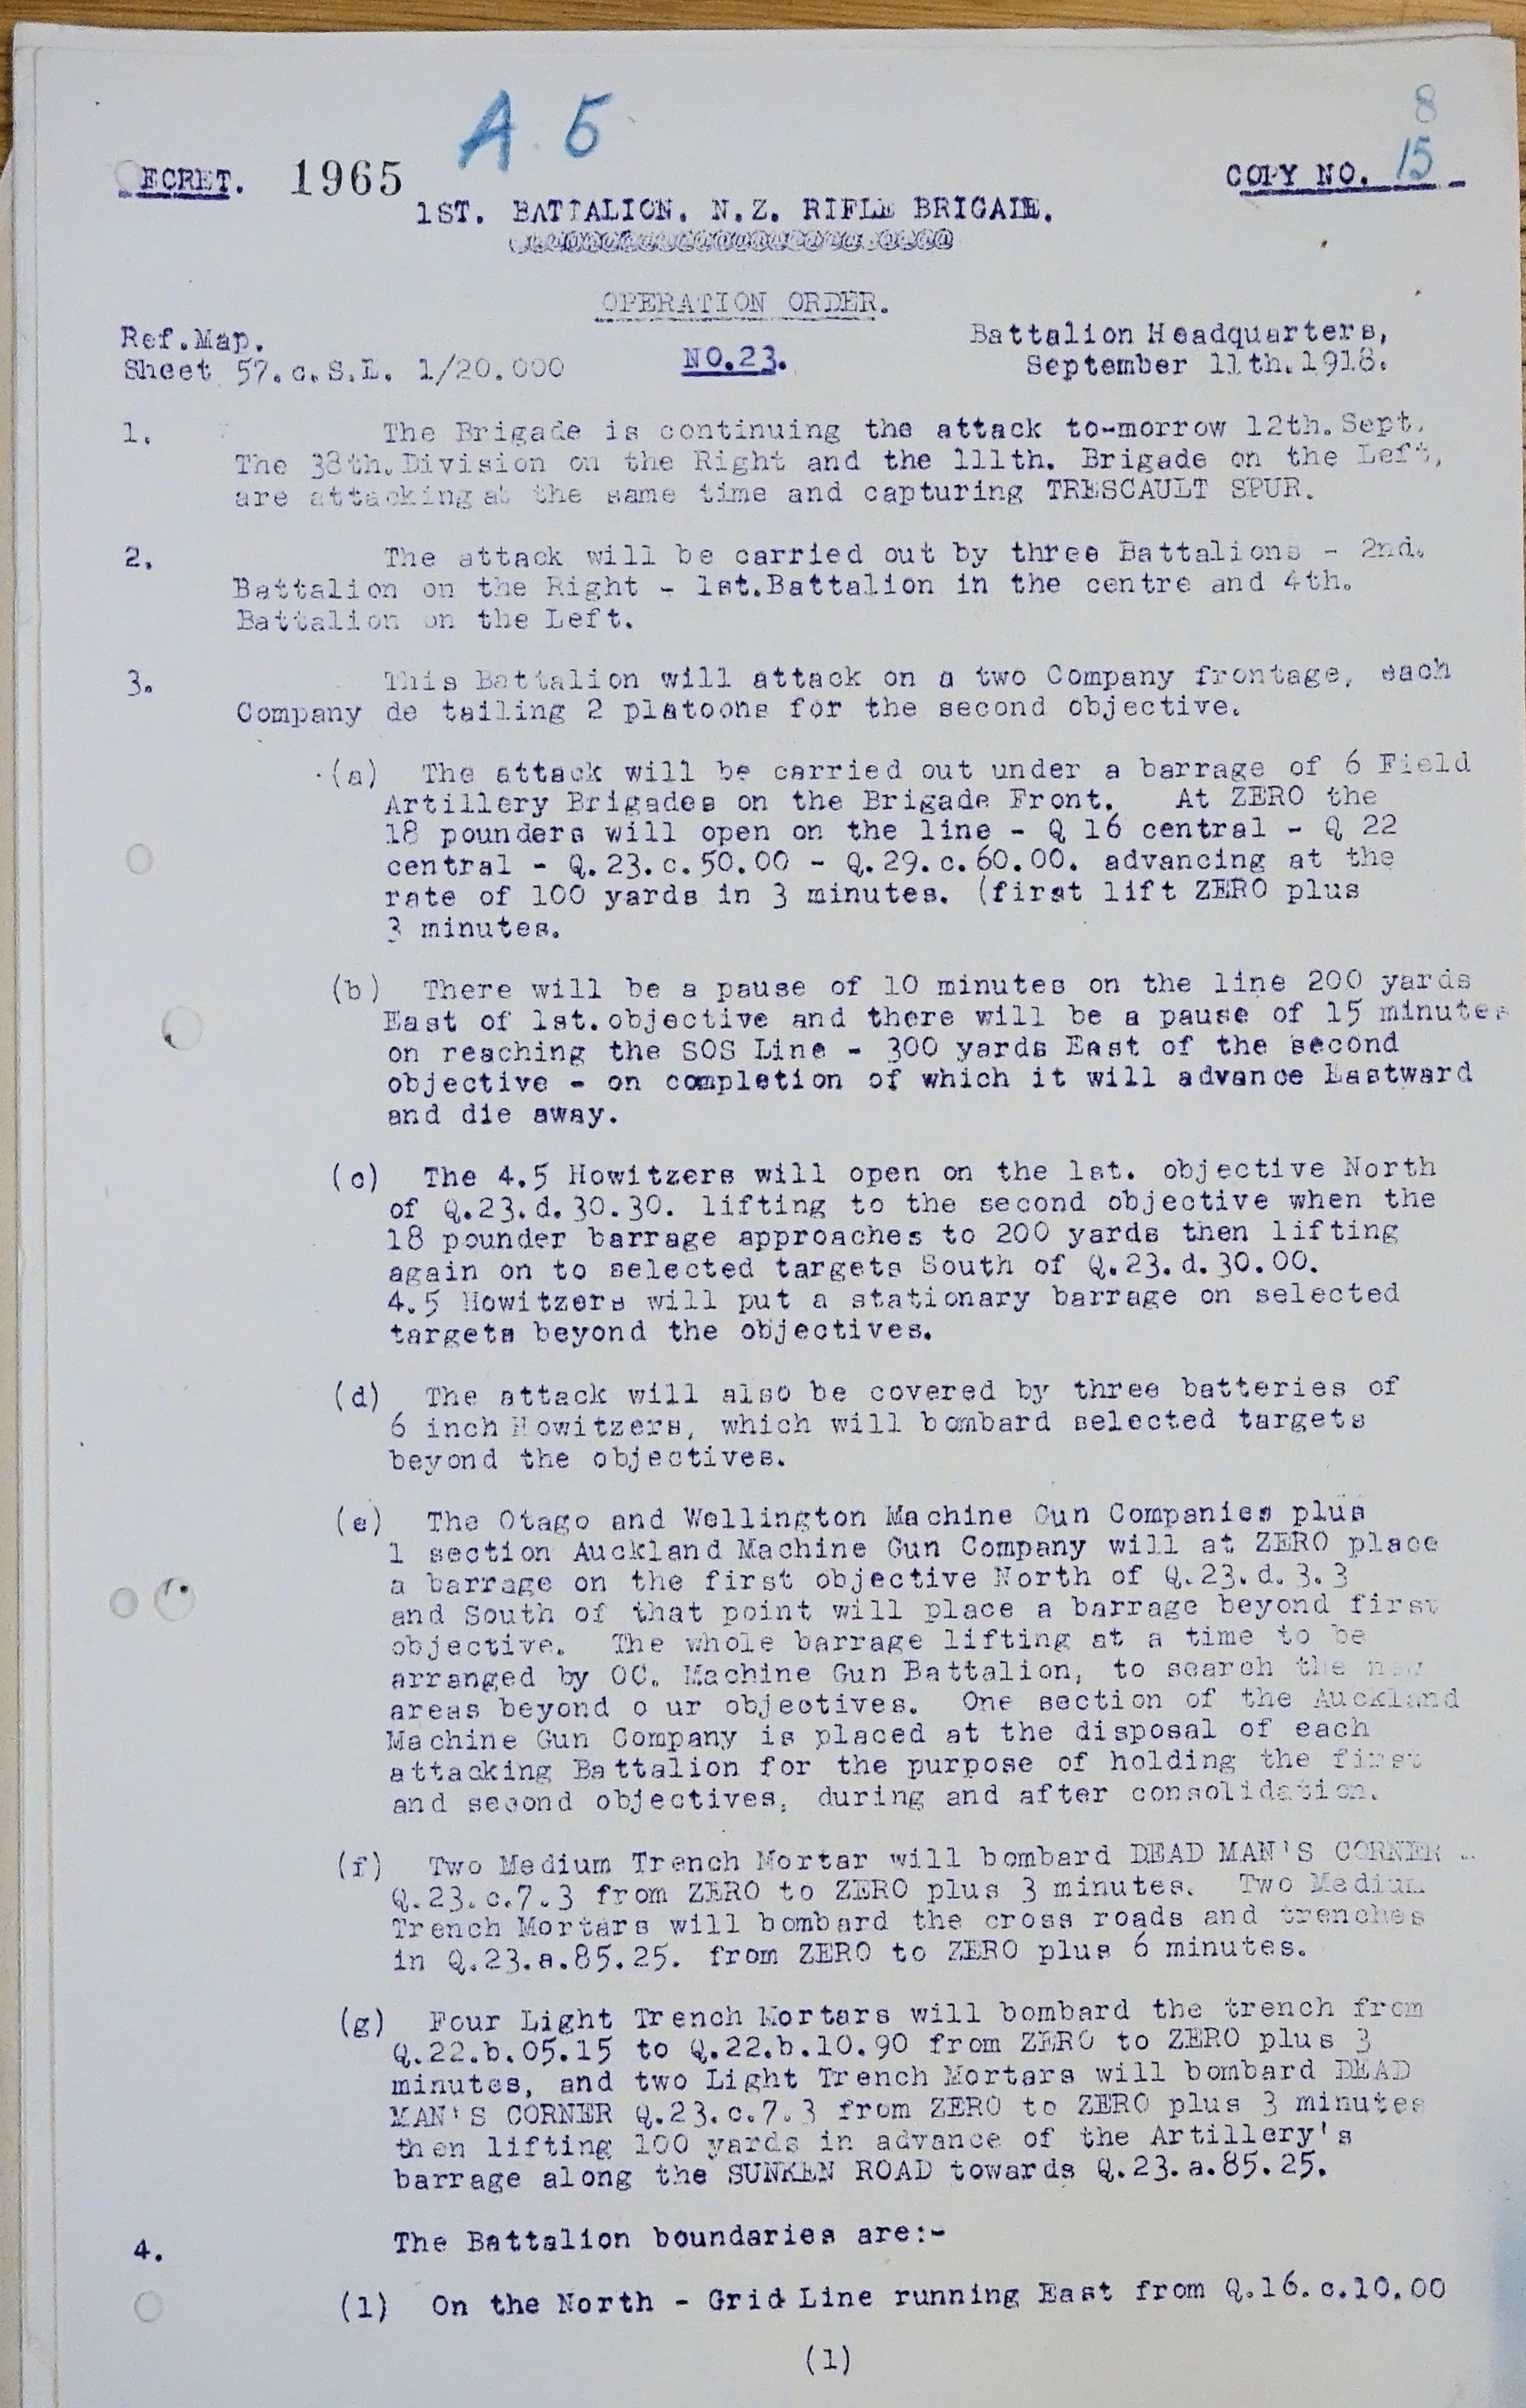 A.5
8
ECRET. 1965
COPY NO. 15
1ST. BATTALION. N.Z. RIFLE BRIGADE.
OPERATION ORDER.
Ref.Map.
Battalion Headquarters,
Sheet 57.c.S.E. 1/20.000
NO.23.
September 11th.1918.
1. The Brigade is continuing the attack to-morrow 12th.Sept.
The 38th.Division on the Right and the 111th. Brigade on the Left,
are attacking at the same time and capturing TRESCAULT SPUR.
2. The attack will be carried out by three Battalions - 2nd.
Battalion on the Right - 1st.Battalion in the centre and 4th.
Battalion on the Left.
3. This Battalion will attack on a two Company frontage, each
Company de tailing 2 platoons for the second objective.
(a) The attack will be carried out under a barrage of 6 Field
Artillery Brigades on the Brigade Front. At ZERO the
18 pounders will open on the line - Q 16 central - Q 22
central - Q.23.c.50.00 - Q.29.c.60.00. advancing at the
rate of 100 yards in 3 minutes. (first lift ZERO plus
3 minutes.
(b) There will be a pause of 10 minutes on the line 200 yards
East of 1st.objective and there will be a pause of 15 minutes
on reaching the SOS Line - 300 yards East of the second
objective - on completion of which it will advance Eastward
and die away.
(c) The 4.5 Howitzers will open on the 1st. objective North
of Q.23.d.30.30. lifting to the second objective when the
18 pounder barrage approaches to 200 yards then lifting
again on to selected targets South of Q.23.d.30.00.
4.5 Howitzers will put a stationary barrage on selected
targets beyond the objectives.
(d) The attack will also be covered by three batteries of
6 inch Howitzers, which will bombard selected targets
beyond the objectives.
(e) The Otago and Wellington Machine Gun Companies plus
1 section Auckland Machine Gun Company will at ZERO place
a barrage on the first objective North of Q.23.d.3.3
and South of that point will place a barrage beyond first
objective. The whole barrage lifting at a time to be
arranged by OC. Machine Gun Battalion, to search the new
areas beyond o ur objectives. One section of the Auckland
Machine Gun Company is placed at the disposal of each
attacking Battalion for the purpose of holding the first
and second objectives, during and after consolidation.
(f) Two Medium Trench Mortar will bombard DEAD MAN'S CORNER -
Q.23.c.7.3 from ZERO to ZERO plus 3 minutes. Two Medium
Trench Mortars will bombard the cross roads and trenches
in Q.23.a.85.25. from ZERO to ZERO plus 6 minutes.
(g) Four Light Trench Mortars will bombard the trench from
Q.22.b.05.15 to Q.22.b.10.90 from ZERO to ZERO plus 3
minutes, and two Light Trench Mortars will bombard DEAD
MAN'S CORNER Q.23.c.7.3 from ZERO to ZERO plus 3 minutes
then lifting 100 yards in advance of the Artillery's
barrage along the SUNKEN ROAD towards Q.23.a.85.25.
4. The Battalion boundaries are:-
(1) On the North - Grid Line running East from Q.16.c.10.00
(1)